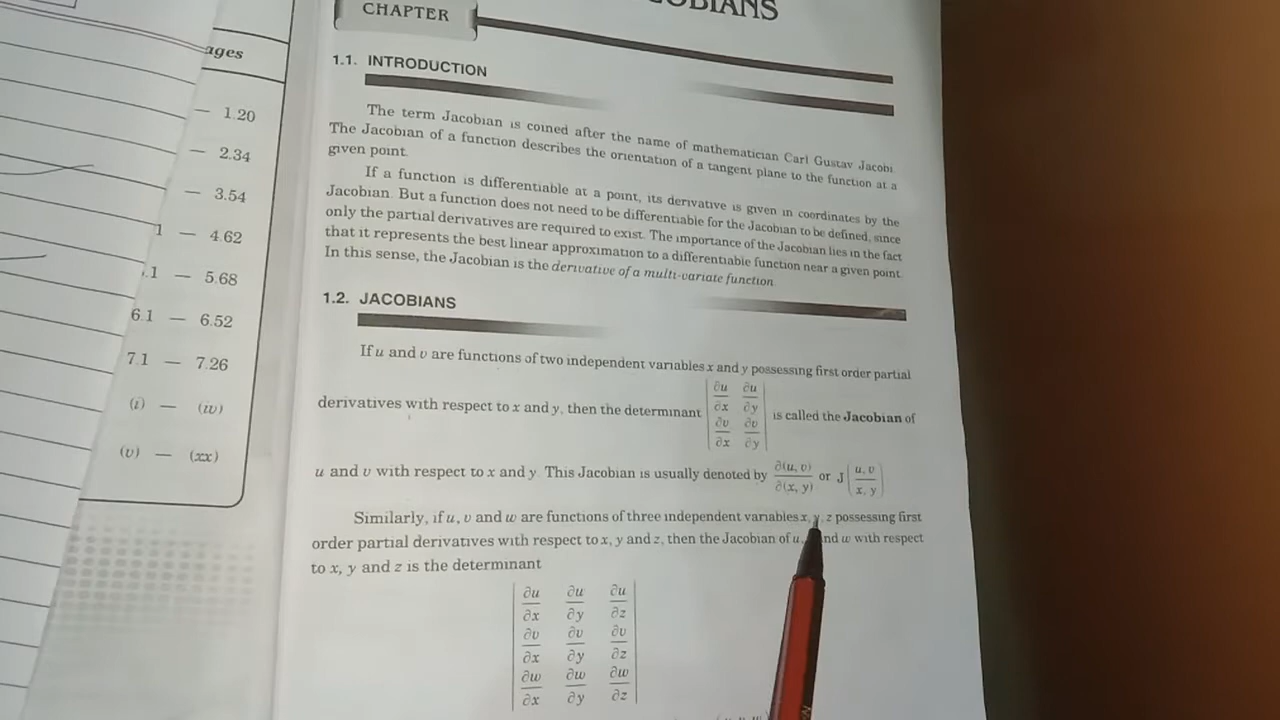 ages
— 1.20
— 2.34
— 3.54
1 — 4.62
.1 — 5.68
6.1 — 6.52
7.1 — 7.26
(i) — (iv)
(v) — (xx)
CHAPTER
OBIANS
1.1. INTRODUCTION
The term Jacobian is coined after the name of mathematician Carl Gustav Jacobi
The Jacobian of a function describes the orientation of a tangent plane to the function at a
given point
If a function is differentiable at a point, its derivative is given in coordinates by the
Jacobian. But a function does not need to be differentiable for the Jacobian to be defined, since
only the partial derivatives are required to exist. The importance of the Jacobian lies in the fact
that it represents the best linear approximation to a differentiable function near a given point.
In this sense, the Jacobian is the derivative of a multi-variate function
1.2. JACOBIANS
If u and v are functions of two independent variables x and y possessing first order partial
derivatives with respect to x and y, then the determinant | ∂u/∂x ∂u/∂y ∂v/∂x ∂v/∂y | is called the Jacobian of
u and v with respect to x and y. This Jacobian is usually denoted by ∂(u, v)/∂(x, y) or J(u, v/x, y)
Similarly, if u, v and w are functions of three independent variables x, y, z possessing first
order partial derivatives with respect to x, y and z, then the Jacobian of u, and w with respect
to x, y and z is the determinant
∂u/∂x ∂u/∂y ∂u/∂z
∂v/∂x ∂v/∂y ∂v/∂z
∂w/∂x ∂w/∂y ∂w/∂z